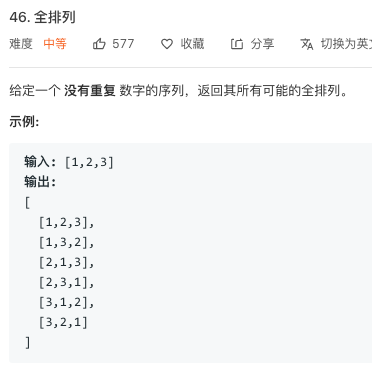 46. 全排列
难度 中等 577 收藏 分享 切换为英
给定一个 没有重复 数字的序列，返回其所有可能的全排列。
示例:
输入: [1,2,3]
输出:
[
  [1,2,3],
  [1,3,2],
  [2,1,3],
  [2,3,1],
  [3,1,2],
  [3,2,1]
]